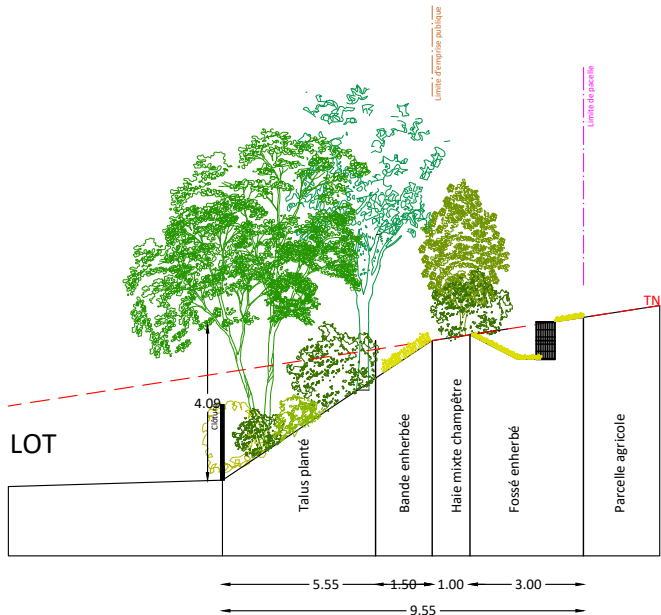 Limite d'emprise publique
Limite de pacelle
TN
4.09
Clôture
LOT
Talus planté
Bande enherbée
Haie mixte champêtre
Fossé enherbé
Parcelle agricole
5.55
1.50
1.00
3.00
9.55